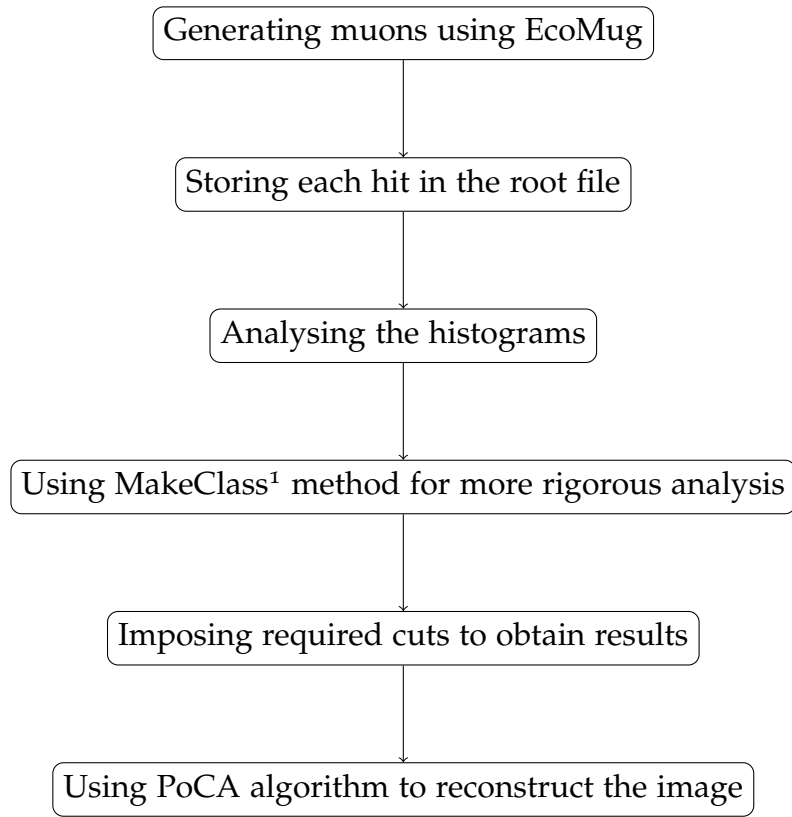 Generating muons using EcoMug
Storing each hit in the root file
Analysing the histograms
Using MakeClass¹ method for more rigorous analysis
Imposing required cuts to obtain results
Using PoCA algorithm to reconstruct the image